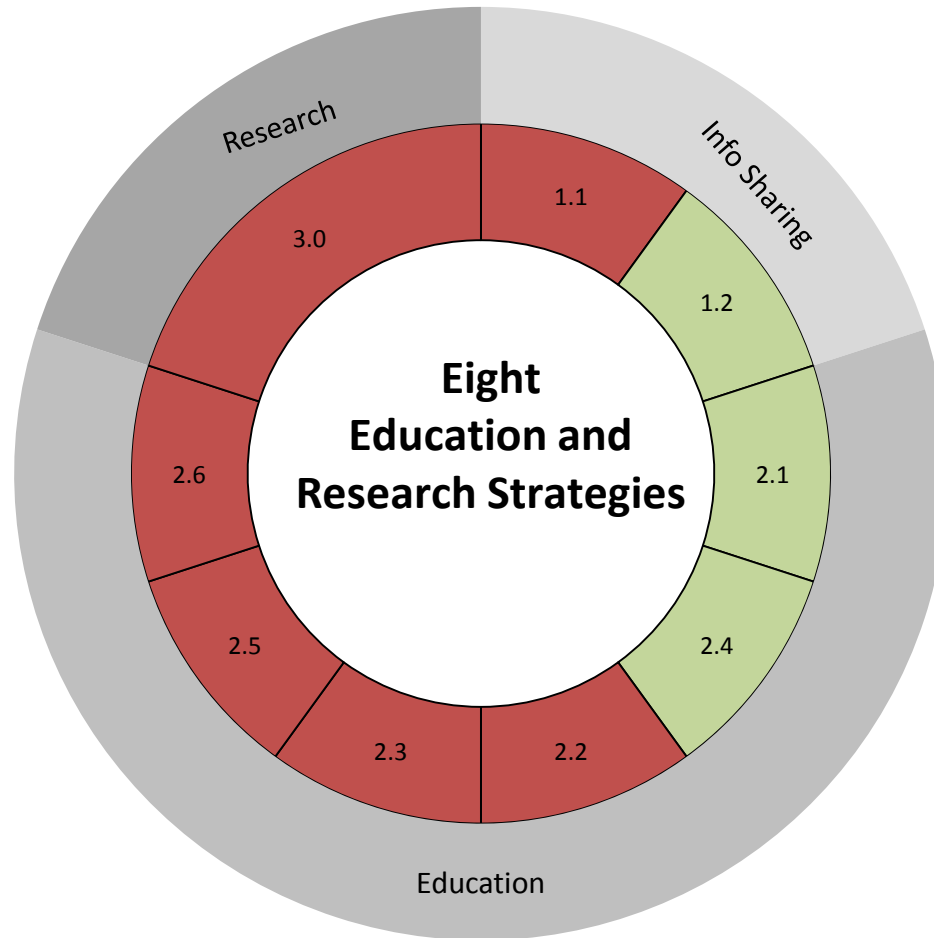 Research
Info Sharing
1.1
3.0
1.2
Eight
Education and
Research Strategies
2.6
2.1
2.5
2.4
2.3
2.2
Education